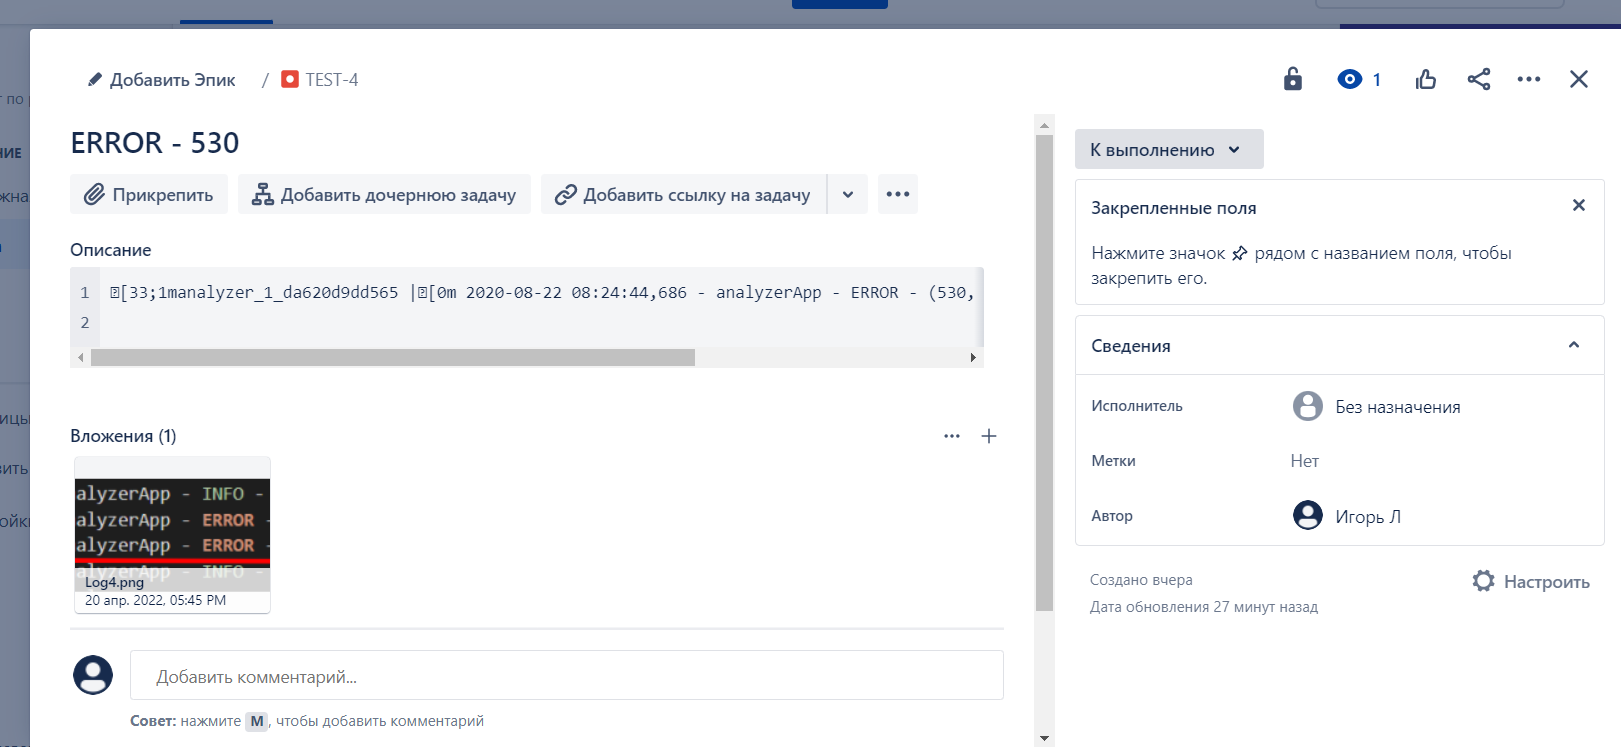 Добавить Эпик / TEST-4
1
ERROR - 530
Прикрепить
Добавить дочернюю задачу
Добавить ссылку на задачу
Описание
1 [33;1manalyzer_1_da620d9dd565 |[0m 2020-08-22 08:24:44,686 - analyzerApp - ERROR - (530,
2
Вложения (1)
alyzerApp - INFO -
alyzerApp - ERROR -
alyzerApp - ERROR -
alyzerApp - INFO -
Log4.png
20 апр. 2022, 05:45 PM
Добавить комментарий...
Совет: нажмите M, чтобы добавить комментарий
К выполнению
Закрепленные поля
Нажмите значок рядом с названием поля, чтобы
закрепить его.
Сведения
Исполнитель Без назначения
Метки Нет
Автор Игорь Л
Создано вчера
Настроить
Дата обновления 27 минут назад